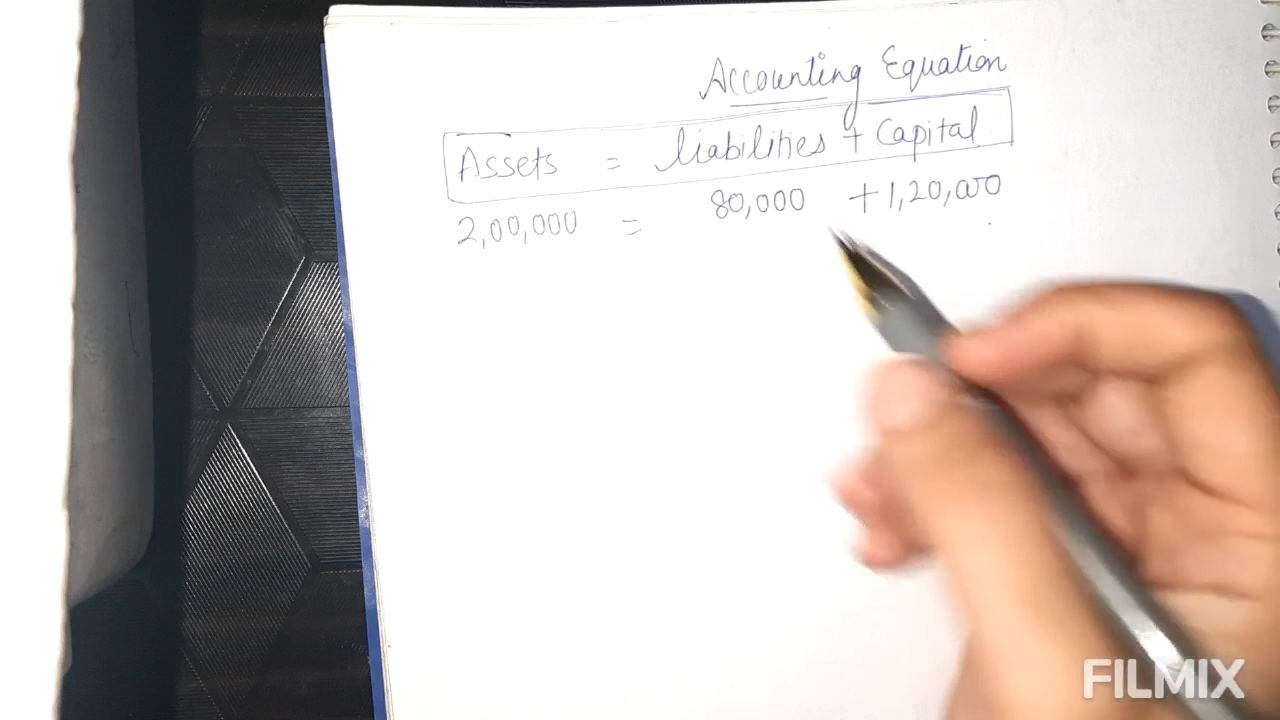 Accounting Equation
Assets = Liabilities + Capital
2,00,000 = 80,000 + 1,20,000
FILMIX